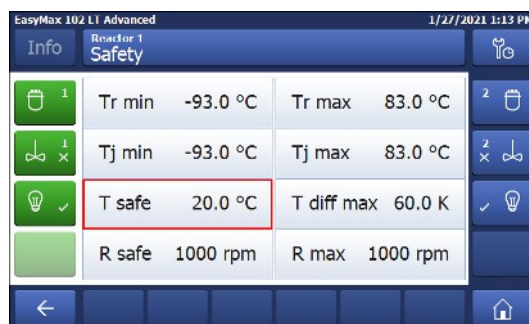 EasyMax 102 LT Advanced 1/27/2021 1:13 PM
Info
Reactor 1
Safety
1 Tr min -93.0 °C Tr max 83.0 °C 2
1 Tj min -93.0 °C Tj max 83.0 °C 2
T safe 20.0 °C T diff max 60.0 K
R safe 1000 rpm R max 1000 rpm